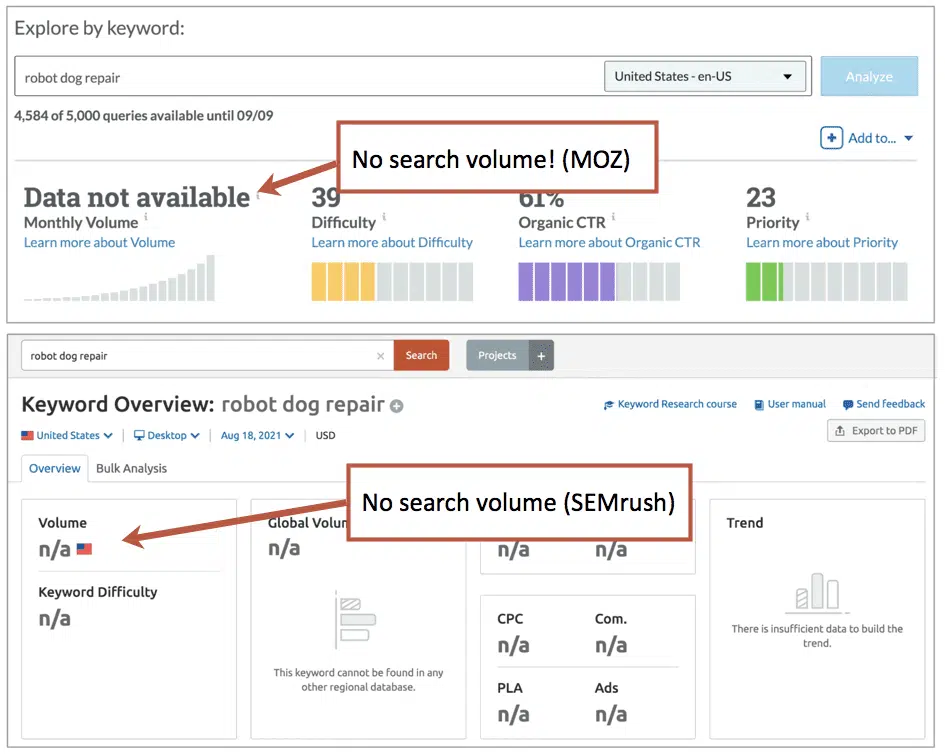 Explore by keyword:
robot dog repair
United States - en-US
Analyze
4,584 of 5,000 queries available until 09/09
Add to...
No search volume! (MOZ)
Data not available
Monthly Volume
Learn more about Volume
39
Difficulty
Learn more about Difficulty
61%
Organic CTR
Learn more about Organic CTR
23
Priority
Learn more about Priority
robot dog repair
Search
Projects
Keyword Overview: robot dog repair
Keyword Research course
User manual
Send feedback
United States
Desktop
Aug 18, 2021
USD
Export to PDF
Overview
Bulk Analysis
No search volume (SEMrush)
Volume
n/a
Keyword Difficulty
n/a
Global
n/a
This keyword cannot be found in any
other regional database.
n/a
n/a
CPC
n/a
Com.
n/a
PLA
n/a
Ads
n/a
Trend
There is insufficient data to build the
trend.